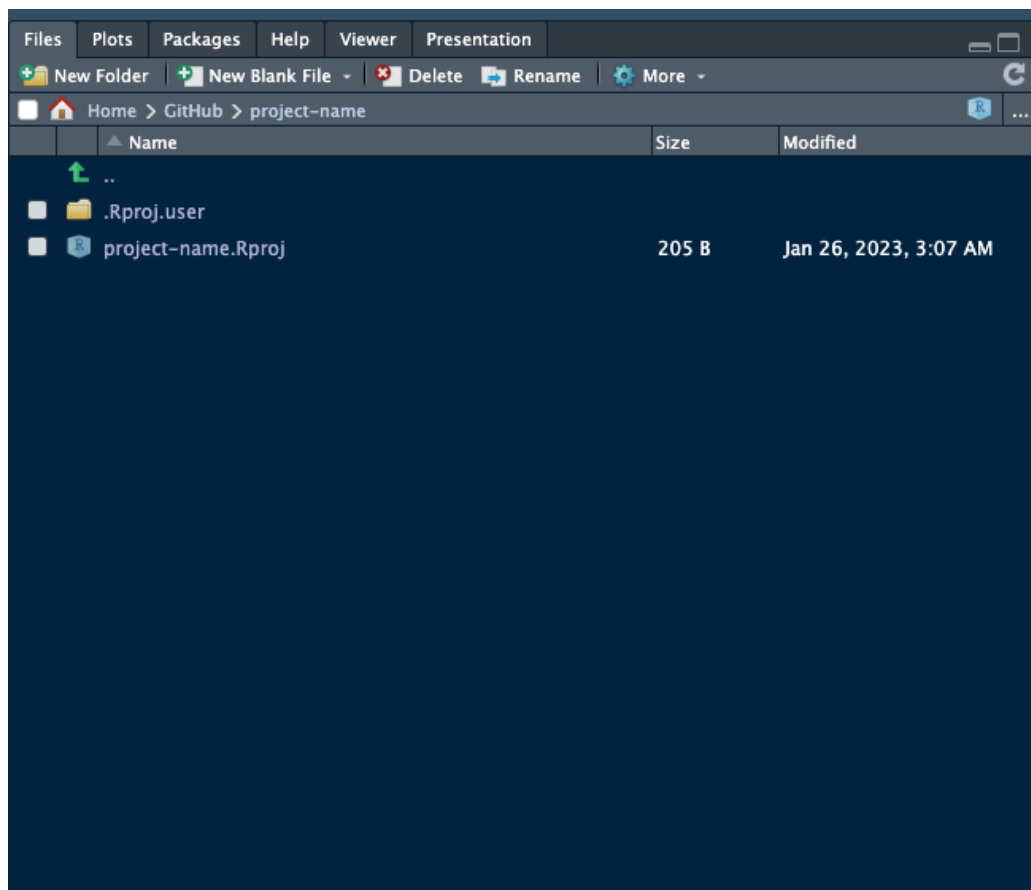 Files Plots Packages Help Viewer Presentation
New Folder New Blank File Delete Rename More
Home > GitHub > project-name R ...
Name Size Modified
..
.Rproj.user
R project-name.Rproj 205 B Jan 26, 2023, 3:07 AM